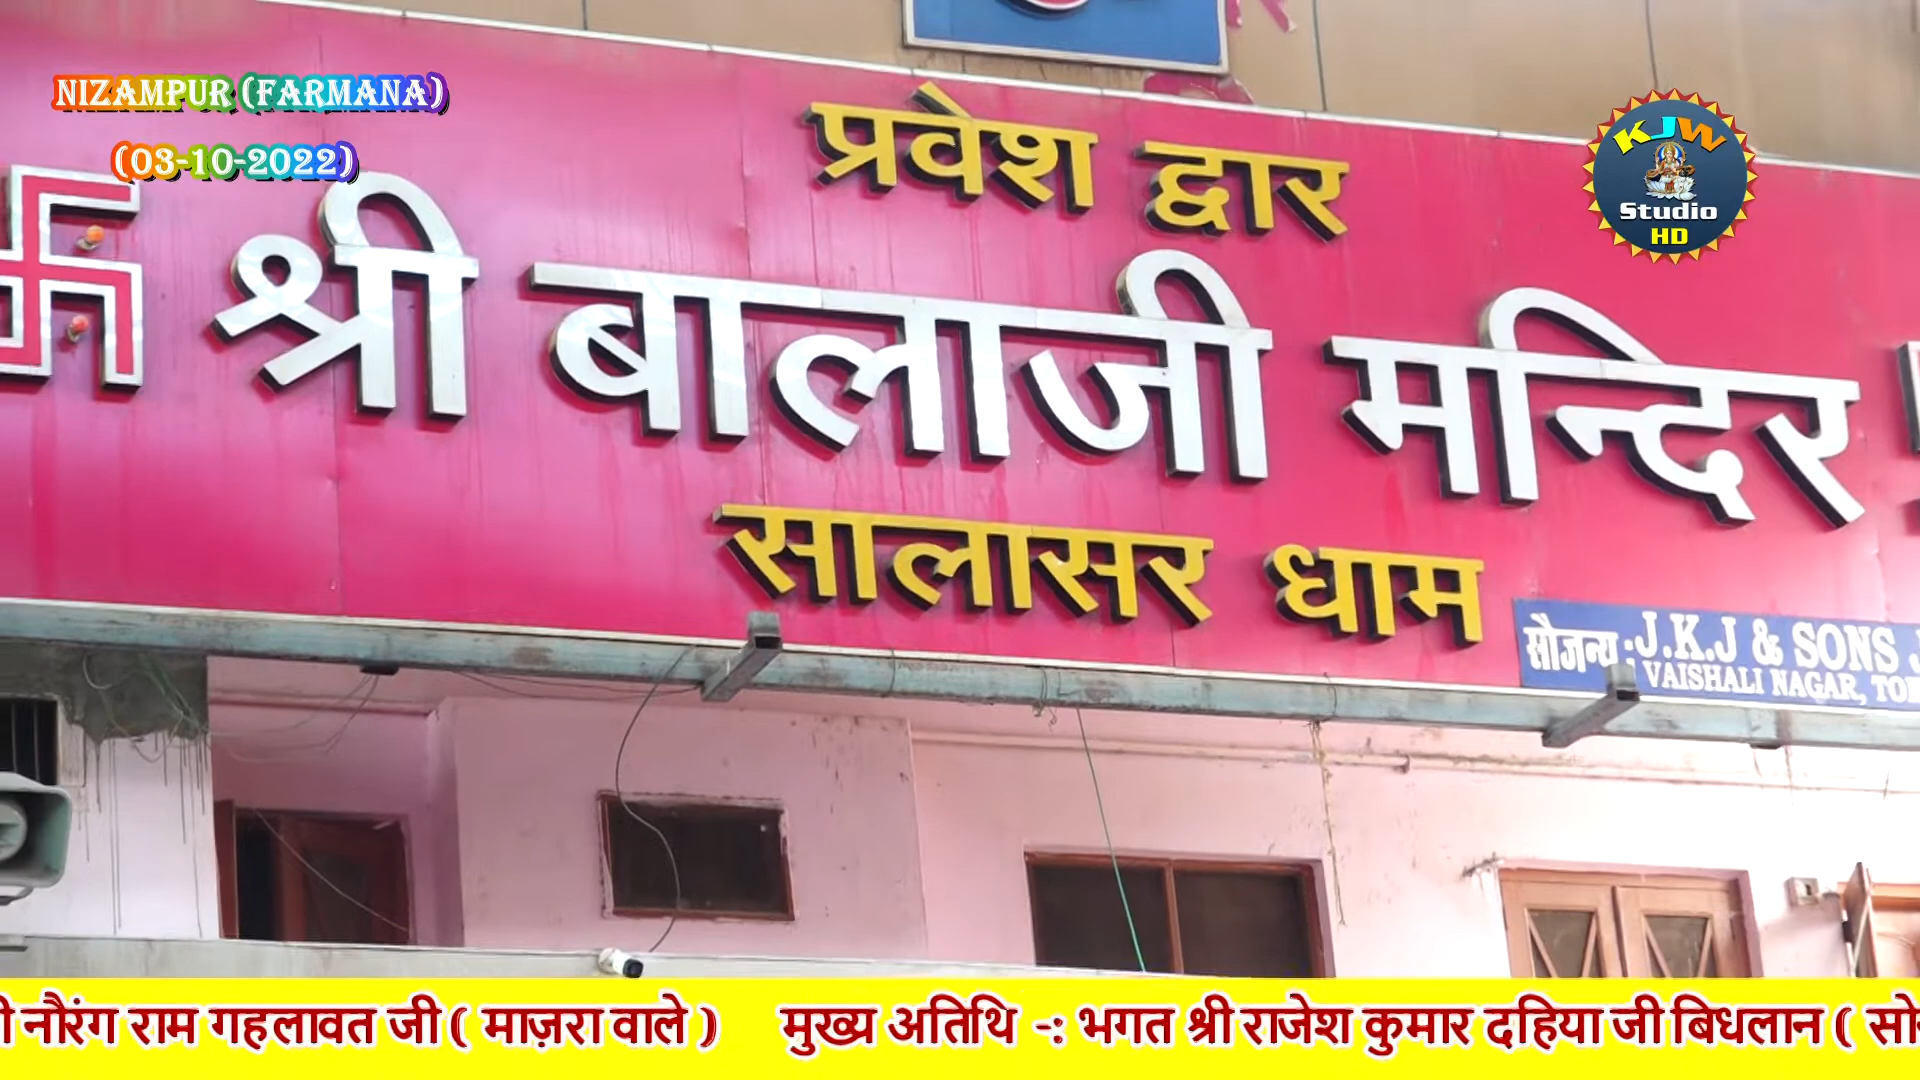 NIZAMPUR (FARMANA)
(03-10-2022)
KJW
Studio
HD
प्रवेश द्वार
श्री बालाजी मन्दिर
सालासर धाम
सौजन्य : J.K.J & SONS
VAISHALI NAGAR,
नौरंग राम गहलावत जी ( माज़रा वाले ) मुख्य अतिथि -: भगत श्री राजेश कुमार दहिया जी बिधलान (